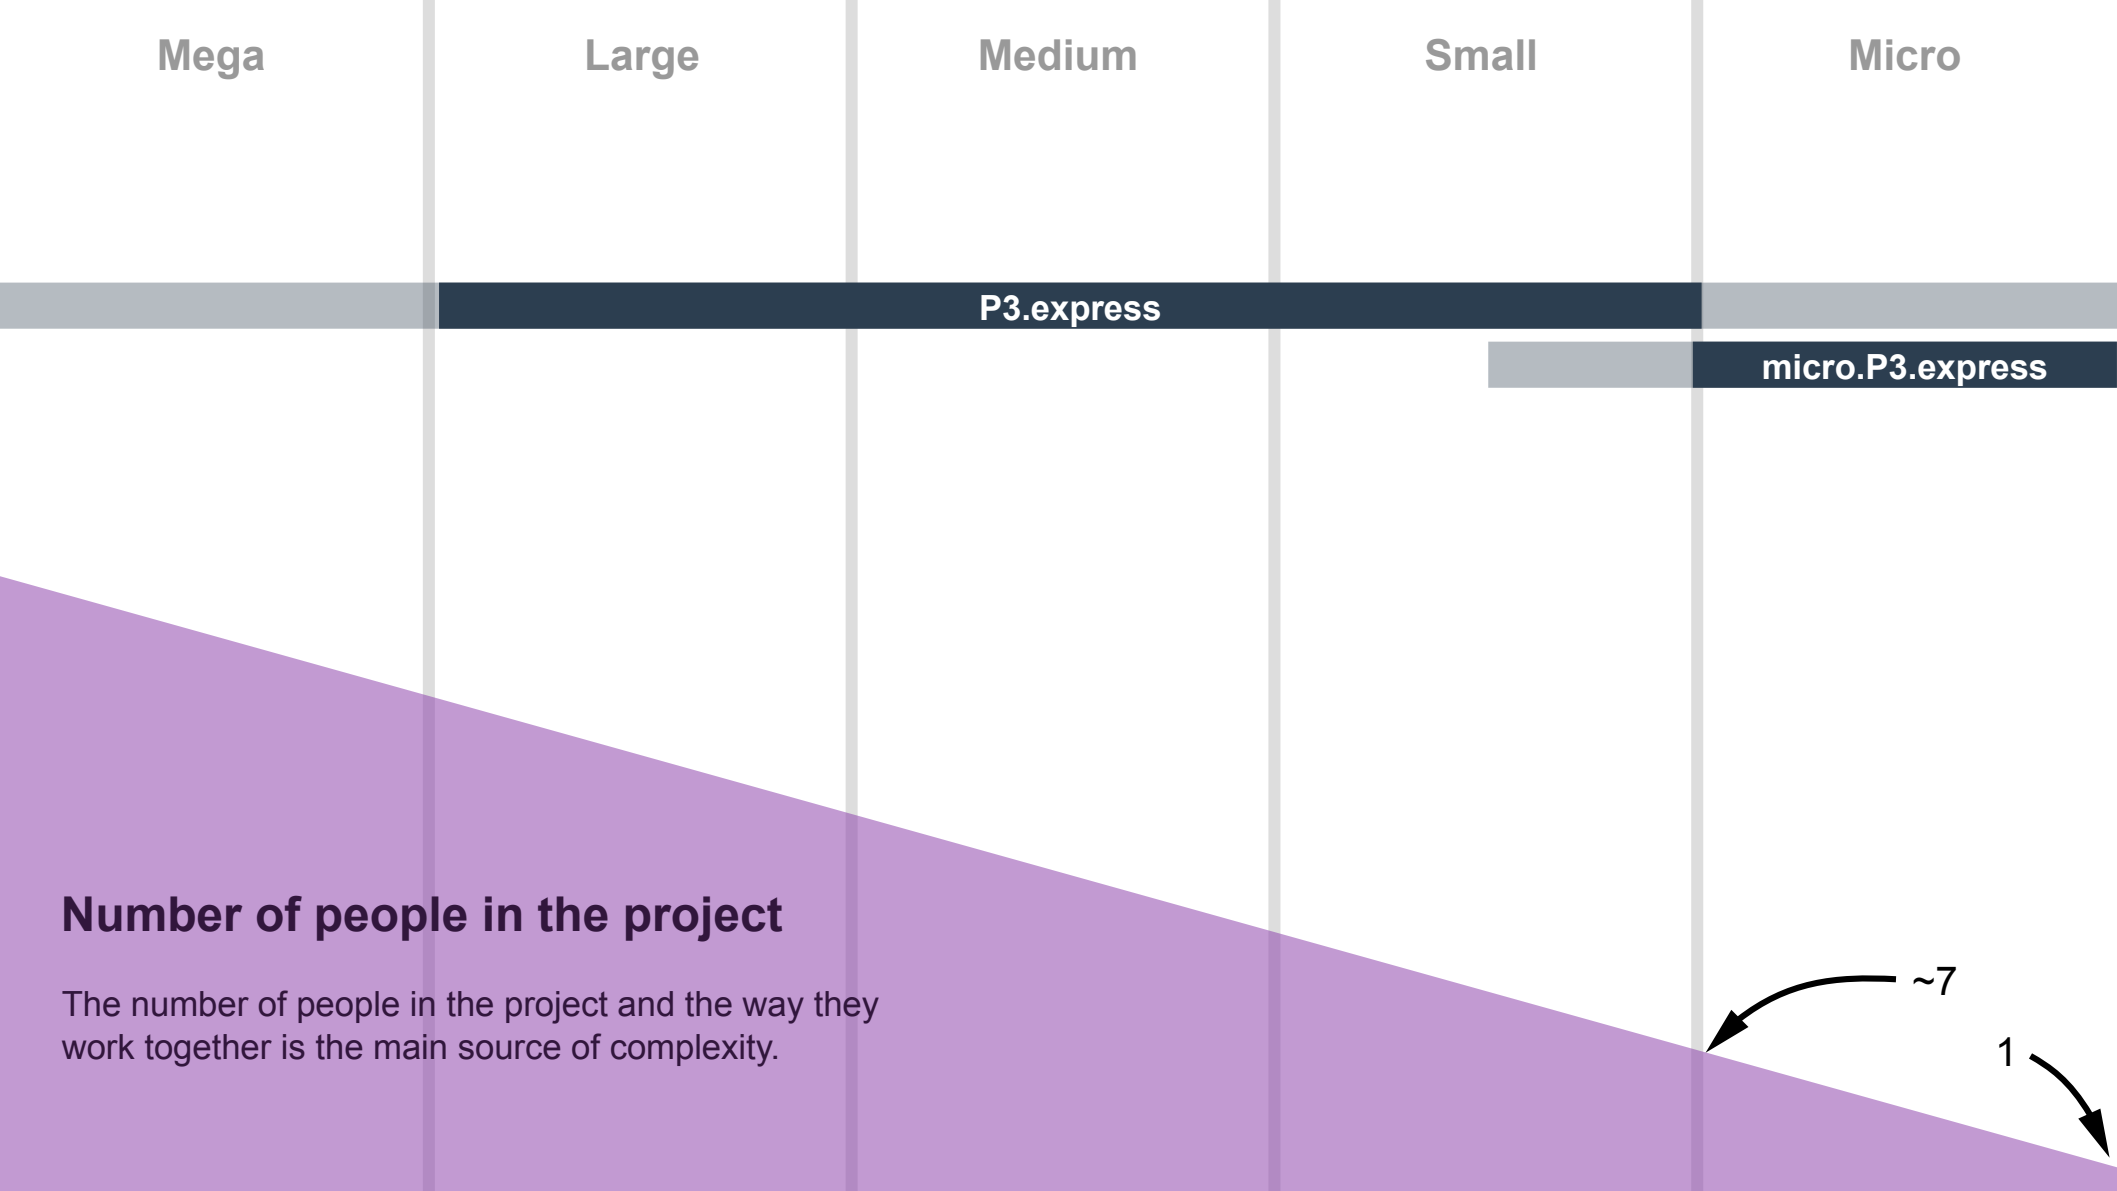 Mega
Large
Medium
Small
Micro
P3.express
micro.P3.express
Number of people in the project
The number of people in the project and the way they
work together is the main source of complexity.
~7
1